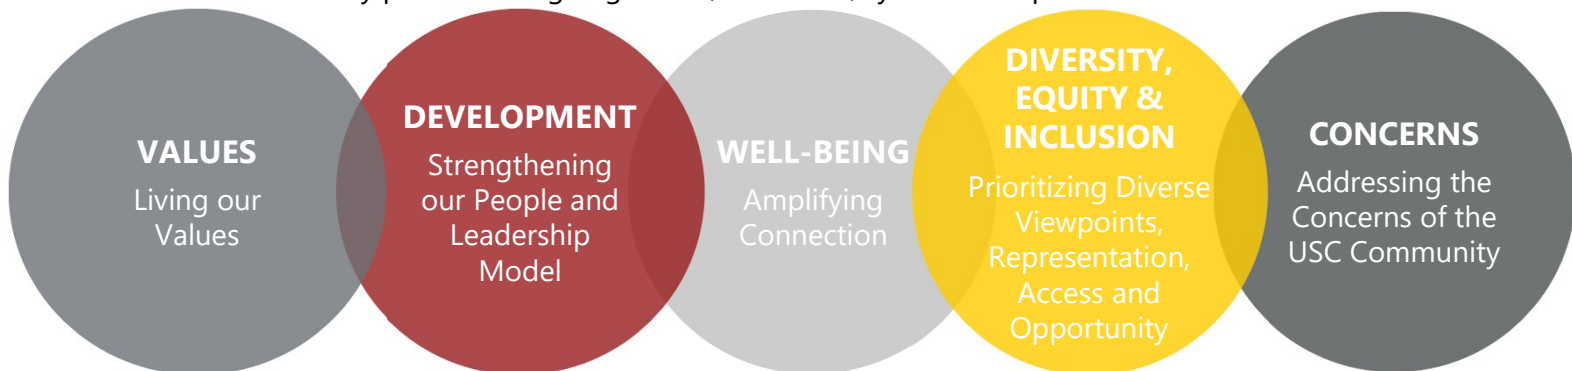 VALUES
Living our
Values
DEVELOPMENT
Strengthening
our People and
Leadership
Model
WELL-BEING
Amplifying
Connection
DIVERSITY,
EQUITY &
INCLUSION
Prioritizing Diverse
Viewpoints,
Representation,
Access and
Opportunity
CONCERNS
Addressing the
Concerns of the
USC Community